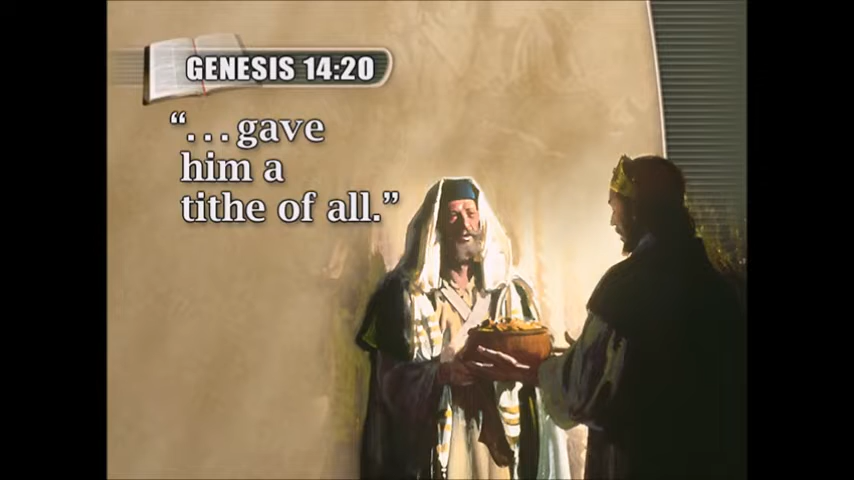 GENESIS 14:20
“. . . gave
him a
tithe of all.”